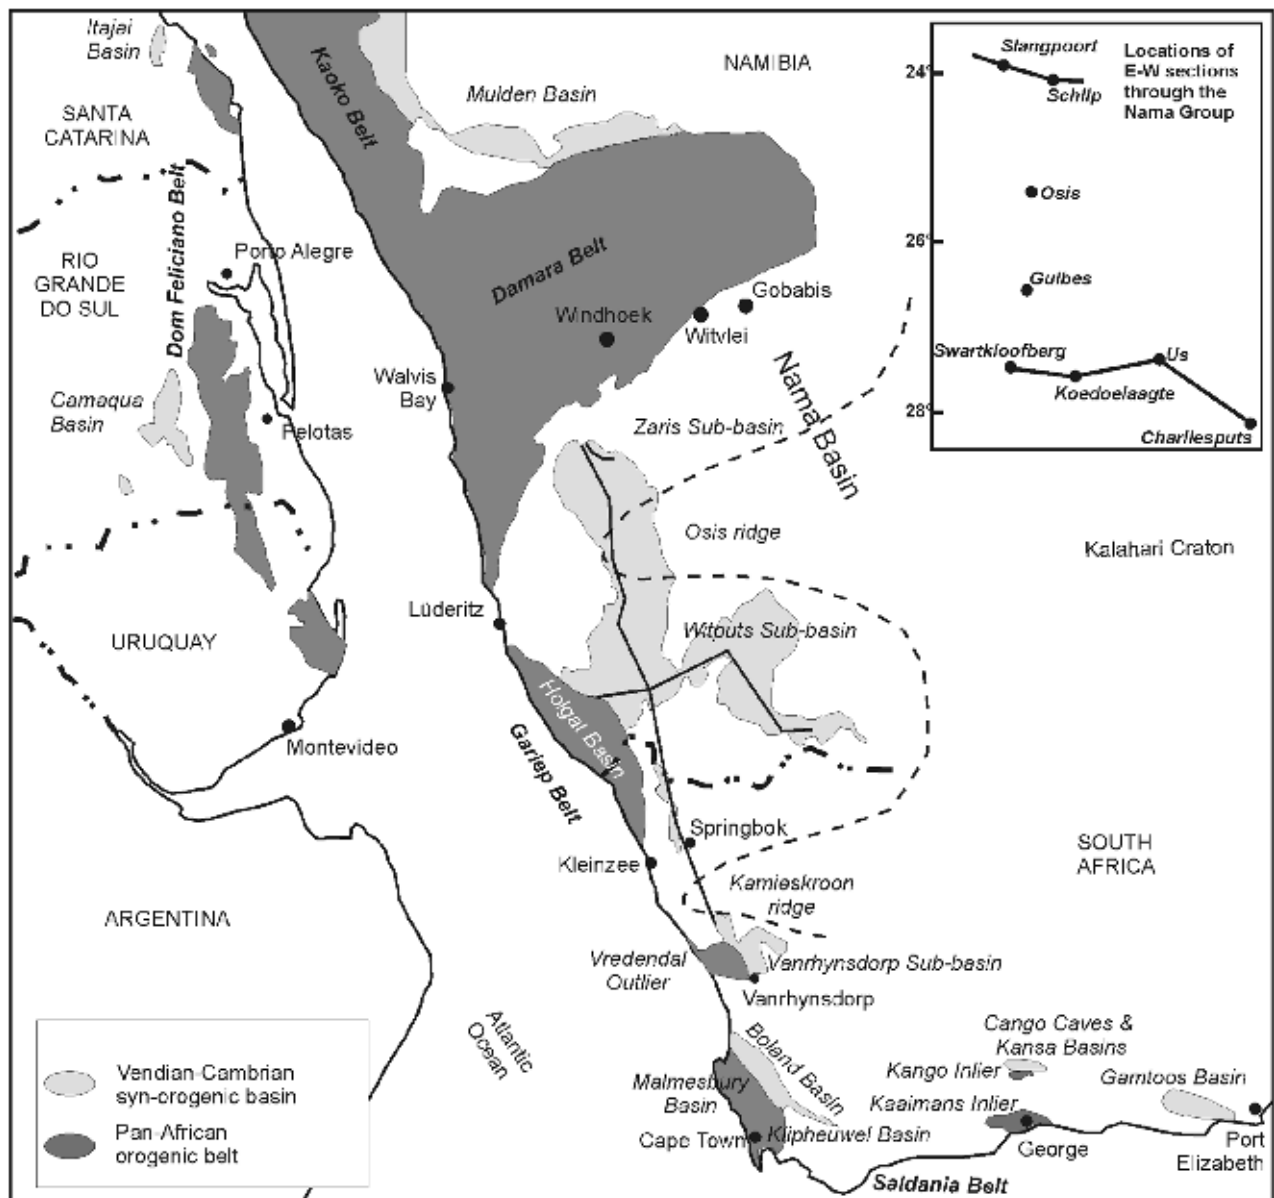 Itajai
Basin
SANTA
CATARINA
Dom Feliciano Belt
RIO
GRANDE
DO SUL
Porto Alegre
Camaqua
Basin
Pelotas
URUQUAY
Montevideo
ARGENTINA
Atlantic
Ocean
Kaoko Belt
Mulden Basin
NAMIBIA
Damara Belt
Windhoek
Witvlei
Gobabis
Walvis
Bay
Nama Basin
Zaris Sub-basin
Osis ridge
Kalahari Craton
Lüderitz
Witputs Sub-basin
Holgat Basin
Gariep Belt
Springbok
Kleinzee
Kamieskroon
ridge
SOUTH
AFRICA
Vredendal
Outlier
Vanrhynsdorp Sub-basin
Vanrhynsdorp
Boland Basin
Malmesbury
Basin
Cape Town
Klipheuwel Basin
Cango Caves &
Kansa Basins
Kango Inlier
Kaaimans Inlier
George
Gamtoos Basin
Port
Elizabeth
Saldania Belt
Slangpoort
Schlip
Locations of
E-W sections
through the
Nama Group
24°
Osis
26°
Guibes
Swartkloofberg
Us
Koedoelaagte
28°
Charliesputs
Vendian-Cambrian
syn-orogenic basin
Pan-African
orogenic belt